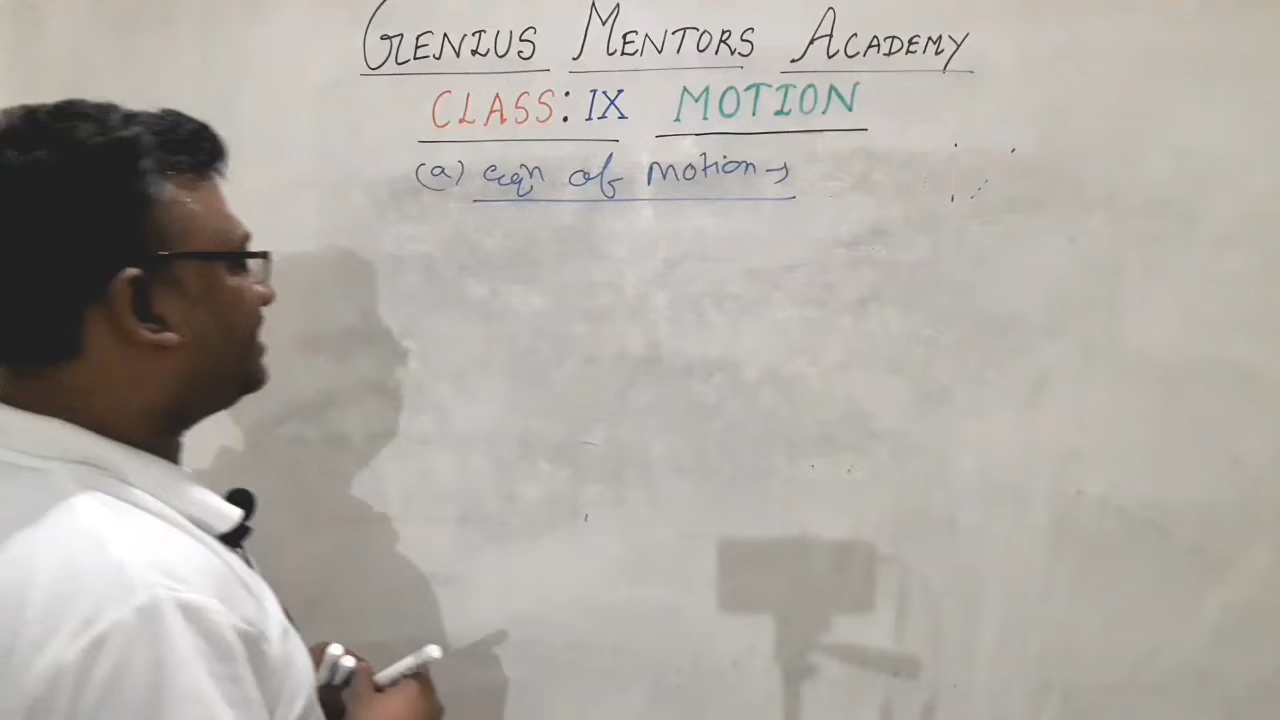 GENIUS MENTORS ACADEMY
CLASS: IX MOTION
(a) eqn of Motion →